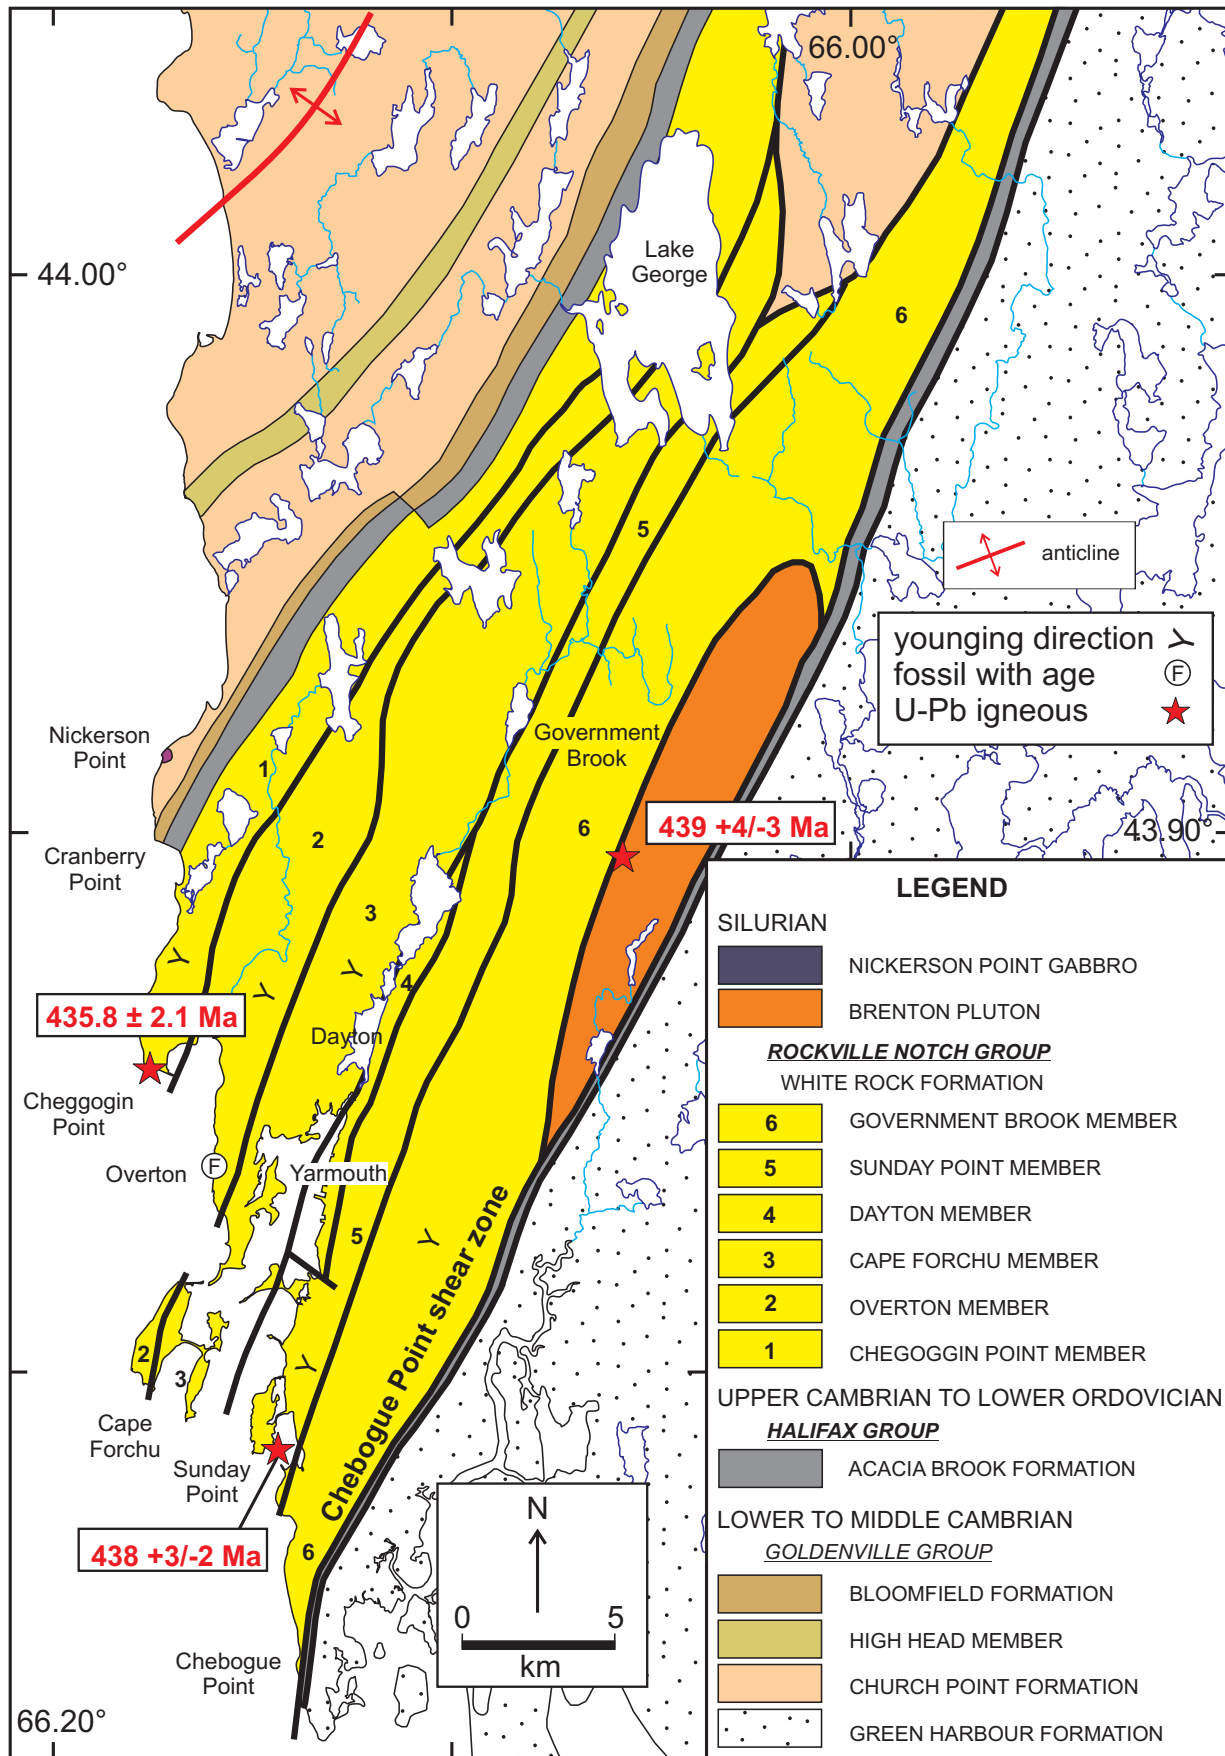 66.00°
Lake
George
44.00°
6
5
anticline
younging direction
fossil with age
F
U-Pb igneous
Nickerson
Point
Government
Brook
1
2
6
439 +4/-3 Ma
43.90°
Cranberry
Point
3
4
435.8 ± 2.1 Ma
Dayton
Cheggogin
Point
Overton
F
Yarmouth
5
Chebogue Point shear zone
2
3
Cape
Forchu
Sunday
Point
438 +3/-2 Ma
6
Chebogue
Point
66.20°
N
0 5
km
LEGEND
SILURIAN
NICKERSON POINT GABBRO
BRENTON PLUTON
ROCKVILLE NOTCH GROUP
WHITE ROCK FORMATION
6 GOVERNMENT BROOK MEMBER
5 SUNDAY POINT MEMBER
4 DAYTON MEMBER
3 CAPE FORCHU MEMBER
2 OVERTON MEMBER
1 CHEGOGGIN POINT MEMBER
UPPER CAMBRIAN TO LOWER ORDOVICIAN
HALIFAX GROUP
ACACIA BROOK FORMATION
LOWER TO MIDDLE CAMBRIAN
GOLDENVILLE GROUP
BLOOMFIELD FORMATION
HIGH HEAD MEMBER
CHURCH POINT FORMATION
GREEN HARBOUR FORMATION